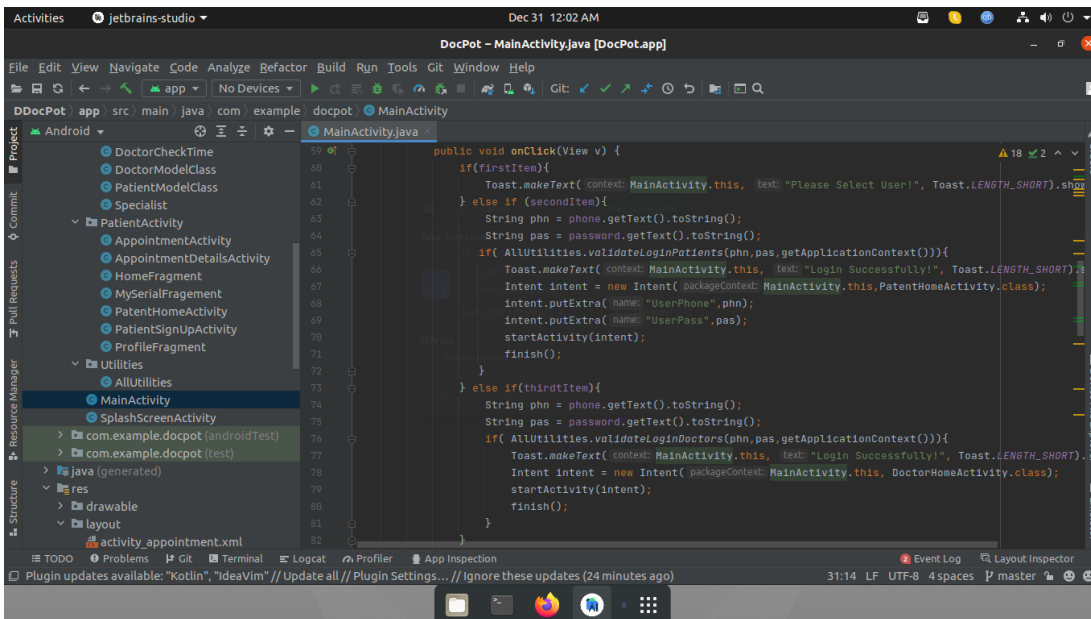 Activities jetbrains-studio Dec 31 12:02 AM
DocPot – MainActivity.java [DocPot.app]
File Edit View Navigate Code Analyze Refactor Build Run Tools Git Window Help
app No Devices Git:
DDocPot app src main java com example docpot MainActivity
Project Android MainActivity.java
DoctorCheckTime
DoctorModelClass
PatientModelClass
Specialist
PatientActivity
AppointmentActivity
AppointmentDetailsActivity
HomeFragment
MySerialFragement
PatentHomeActivity
PatientSignUpActivity
ProfileFragment
Utilities
AllUtilities
MainActivity
SplashScreenActivity
com.example.docpot (androidTest)
com.example.docpot (test)
java (generated)
res
drawable
layout
activity_appointment.xml
Commit
Pull Requests
Resource Manager
Structure
18 2
59 public void onClick(View v) {
60 if(firstItem){
61 Toast.makeText( context: MainActivity.this, text: "Please Select User!", Toast.LENGTH_SHORT).show
62 } else if (secondItem){
63 String phn = phone.getText().toString();
64 String pas = password.getText().toString();
65 if( AllUtilities.validateLoginPatients(phn,pas,getApplicationContext())){
66 Toast.makeText( context: MainActivity.this, text: "Login Successfully!", Toast.LENGTH_SHORT).s
67 Intent intent = new Intent( packageContext: MainActivity.this,PatentHomeActivity.class);
68 intent.putExtra( name: "UserPhone",phn);
69 intent.putExtra( name: "UserPass",pas);
70 startActivity(intent);
71 finish();
72 }
73 } else if(thirdtItem){
74 String phn = phone.getText().toString();
75 String pas = password.getText().toString();
76 if( AllUtilities.validateLoginDoctors(phn,pas,getApplicationContext())){
77 Toast.makeText( context: MainActivity.this, text: "Login Successfully!", Toast.LENGTH_SHORT).
78 Intent intent = new Intent( packageContext: MainActivity.this, DoctorHomeActivity.class);
79 startActivity(intent);
80 finish();
81 }
82 }
TODO Problems Git Terminal Logcat Profiler App Inspection Event Log Layout Inspector
Plugin updates available: "Kotlin", "IdeaVim" // Update all // Plugin Settings... // Ignore these updates (24 minutes ago) 31:14 LF UTF-8 4 spaces master